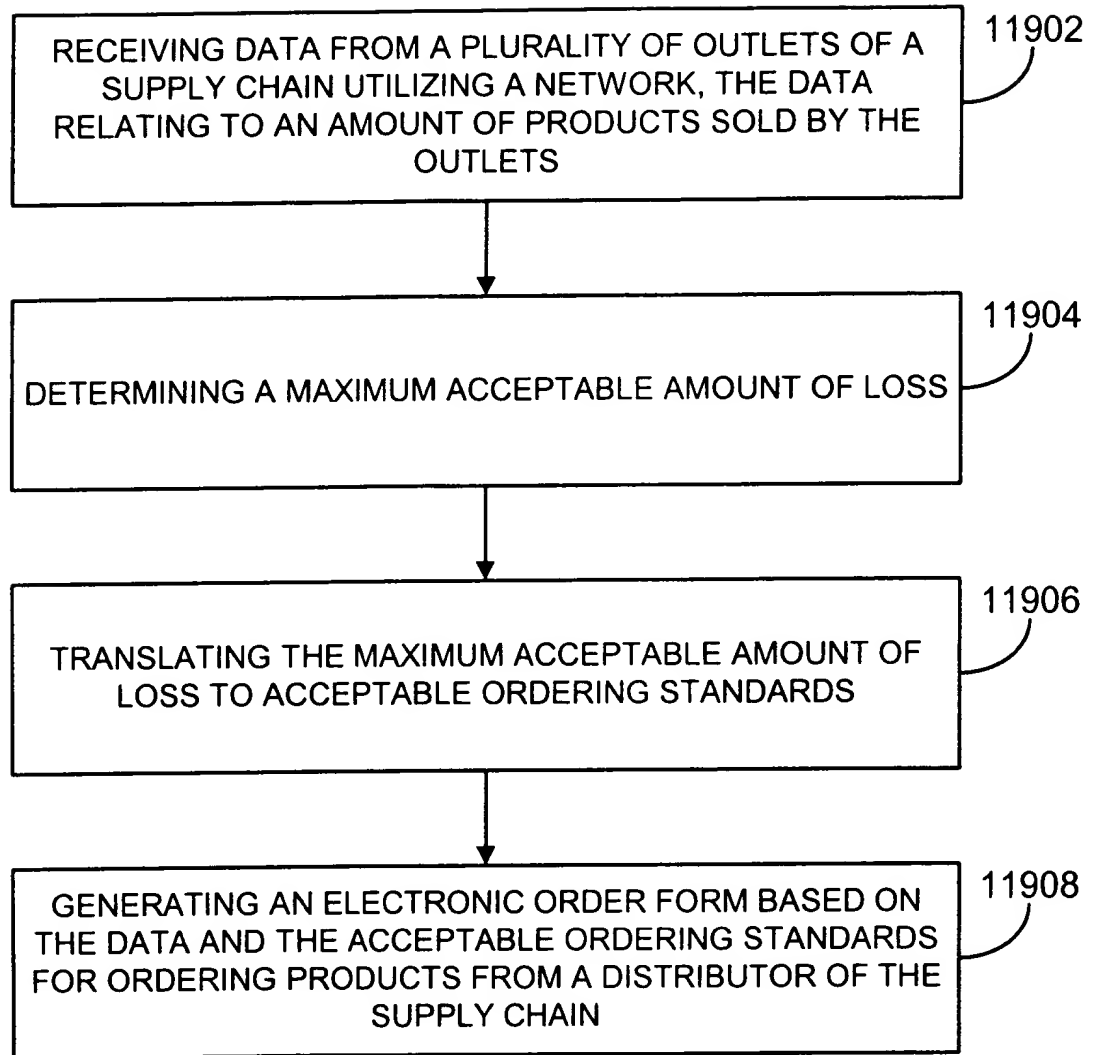 RECEIVING DATA FROM A PLURALITY OF OUTLETS OF A
SUPPLY CHAIN UTILIZING A NETWORK, THE DATA
RELATING TO AN AMOUNT OF PRODUCTS SOLD BY THE
OUTLETS
11902
DETERMINING A MAXIMUM ACCEPTABLE AMOUNT OF LOSS
11904
TRANSLATING THE MAXIMUM ACCEPTABLE AMOUNT OF
LOSS TO ACCEPTABLE ORDERING STANDARDS
11906
GENERATING AN ELECTRONIC ORDER FORM BASED ON
THE DATA AND THE ACCEPTABLE ORDERING STANDARDS
FOR ORDERING PRODUCTS FROM A DISTRIBUTOR OF THE
SUPPLY CHAIN
11908